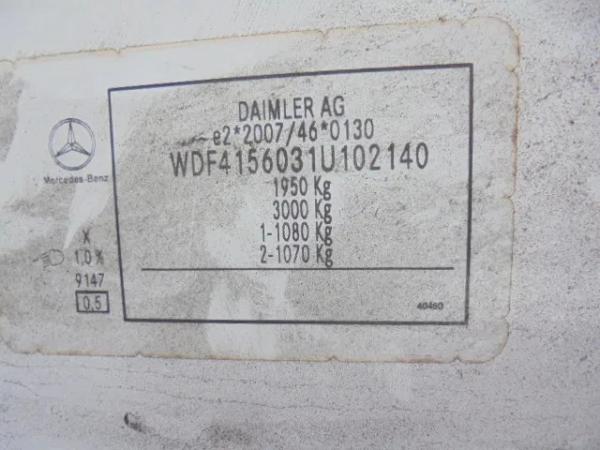 DAIMLER AG
e2*2007/46*0130
WDF4156031U102140
1950 Kg
3000 Kg
1-1080 Kg
2-1070 Kg
Mercedes-Benz
X
1,0 %
9147
0,5
40460